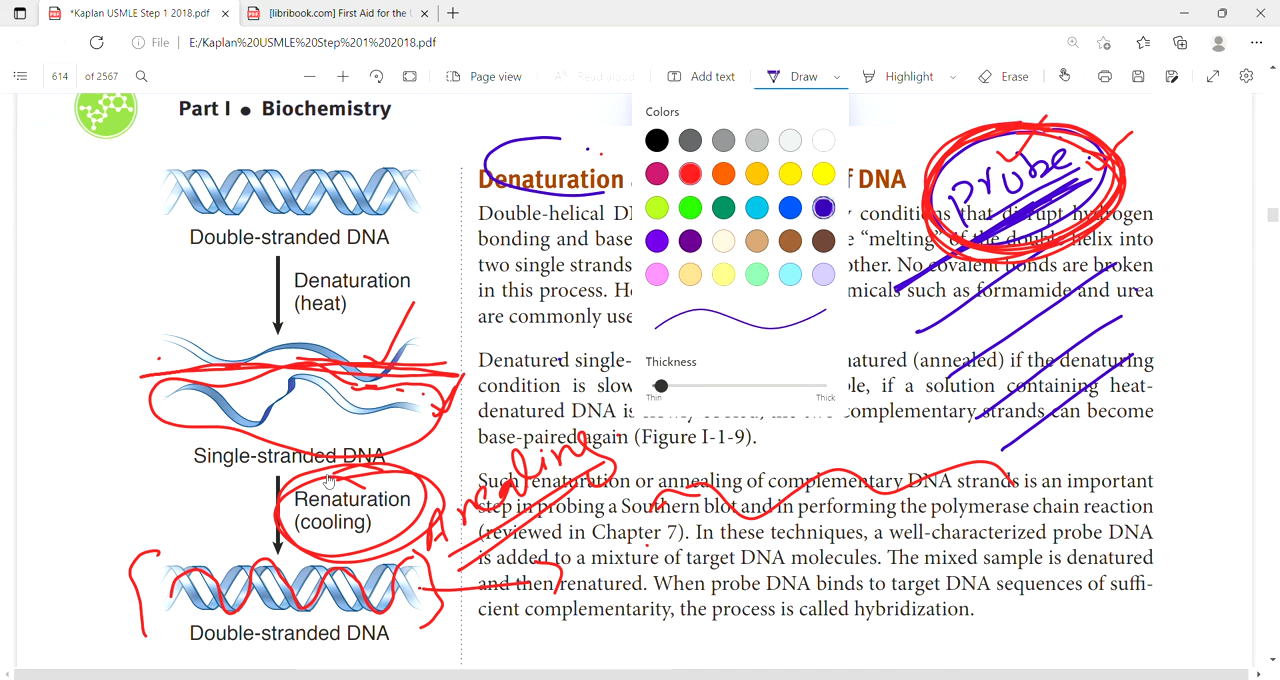 *Kaplan USMLE Step 1 2018.pdf
[libribook.com] First Aid for the U
File
E:/Kaplan%20USMLE%20Step%201%202018.pdf
614 of 2567
Page view
Read aloud
Add text
Draw
Highlight
Erase
Part I ● Biochemistry
Double-stranded DNA
Denaturation
(heat)
Single-stranded DNA
Renaturation
(cooling)
Double-stranded DNA
Colors
Thickness
Thin
Thick
Denaturation
f DNA
probe
Double-helical
conditions that disrupt hydrogen
bonding and base
"melting" of the double helix into
two single strands
other. No covalent bonds are broken
in this process.
micals such as formamide and urea
are commonly use
Denatured single-
natured (annealed) if the denaturing
condition is slow
le, if a solution containing heat-
denatured DNA is slowly cooled, the two complementary strands can become
base-paired again (Figure I-1-9).
Anealing
Such renaturation or annealing of complementary DNA strands is an important
step in probing a Southern blot and in performing the polymerase chain reaction
(reviewed in Chapter 7). In these techniques, a well-characterized probe DNA
is added to a mixture of target DNA molecules. The mixed sample is denatured
and then renatured. When probe DNA binds to target DNA sequences of suffi-
cient complementarity, the process is called hybridization.